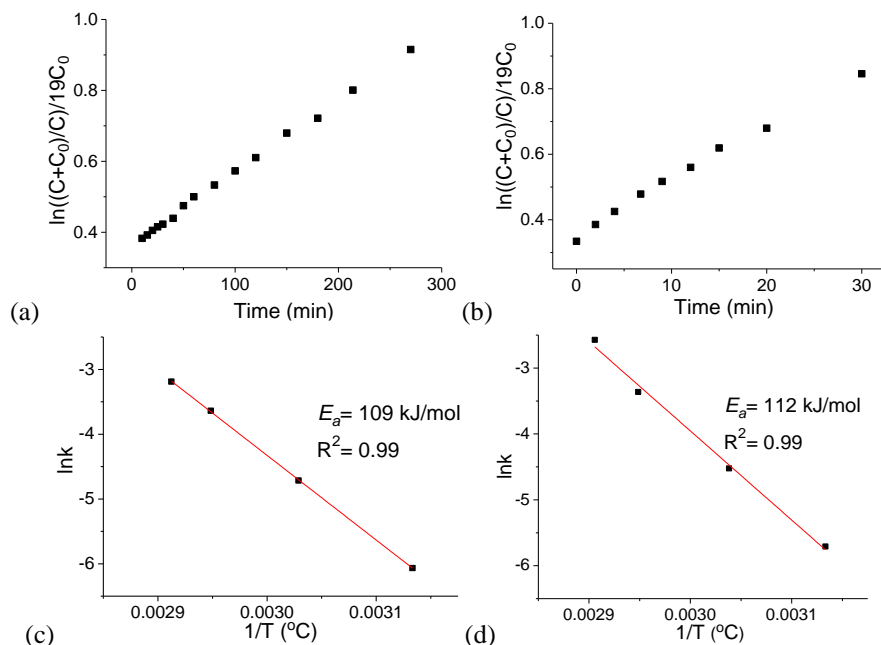 1.0
0.8
0.6
0.4
ln((C+C₀)/C)/19C₀
0 100 200 300
Time (min)
(a)
1.0
0.8
0.6
0.4
ln((C+C₀)/C)/19C₀
0 10 20 30
Time (min)
(b)
-3
-4
-5
-6
lnk
Eₐ= 109 kJ/mol
R²= 0.99
0.0029 0.0030 0.0031
1/T (°C)
(c)
-2
-3
-4
-5
-6
lnk
Eₐ= 112 kJ/mol
R²= 0.99
0.0029 0.0030 0.0031
1/T (°C)
(d)